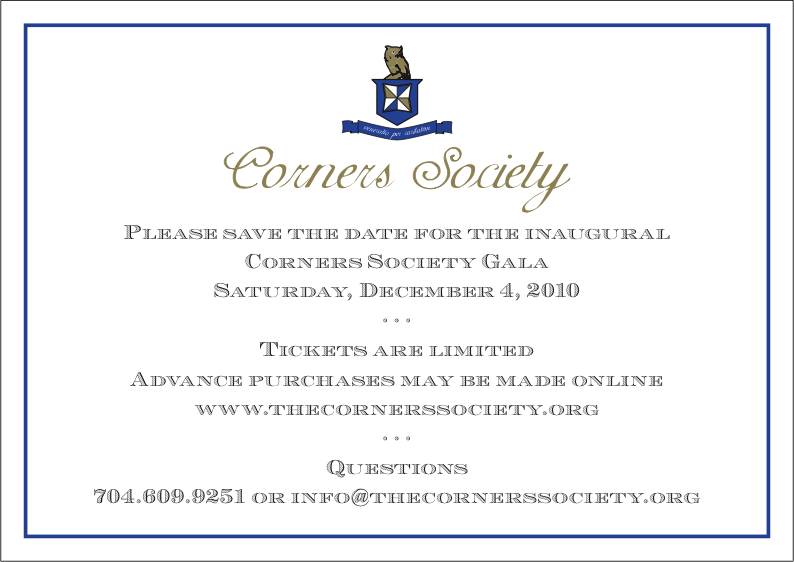 Corners Society
Please save the date for the inaugural
Corners Society Gala
Saturday, December 4, 2010
• • •
Tickets are limited
Advance purchases may be made online
www.thecornerssociety.org
• • •
Questions
704.609.9251 or info@thecornerssociety.org